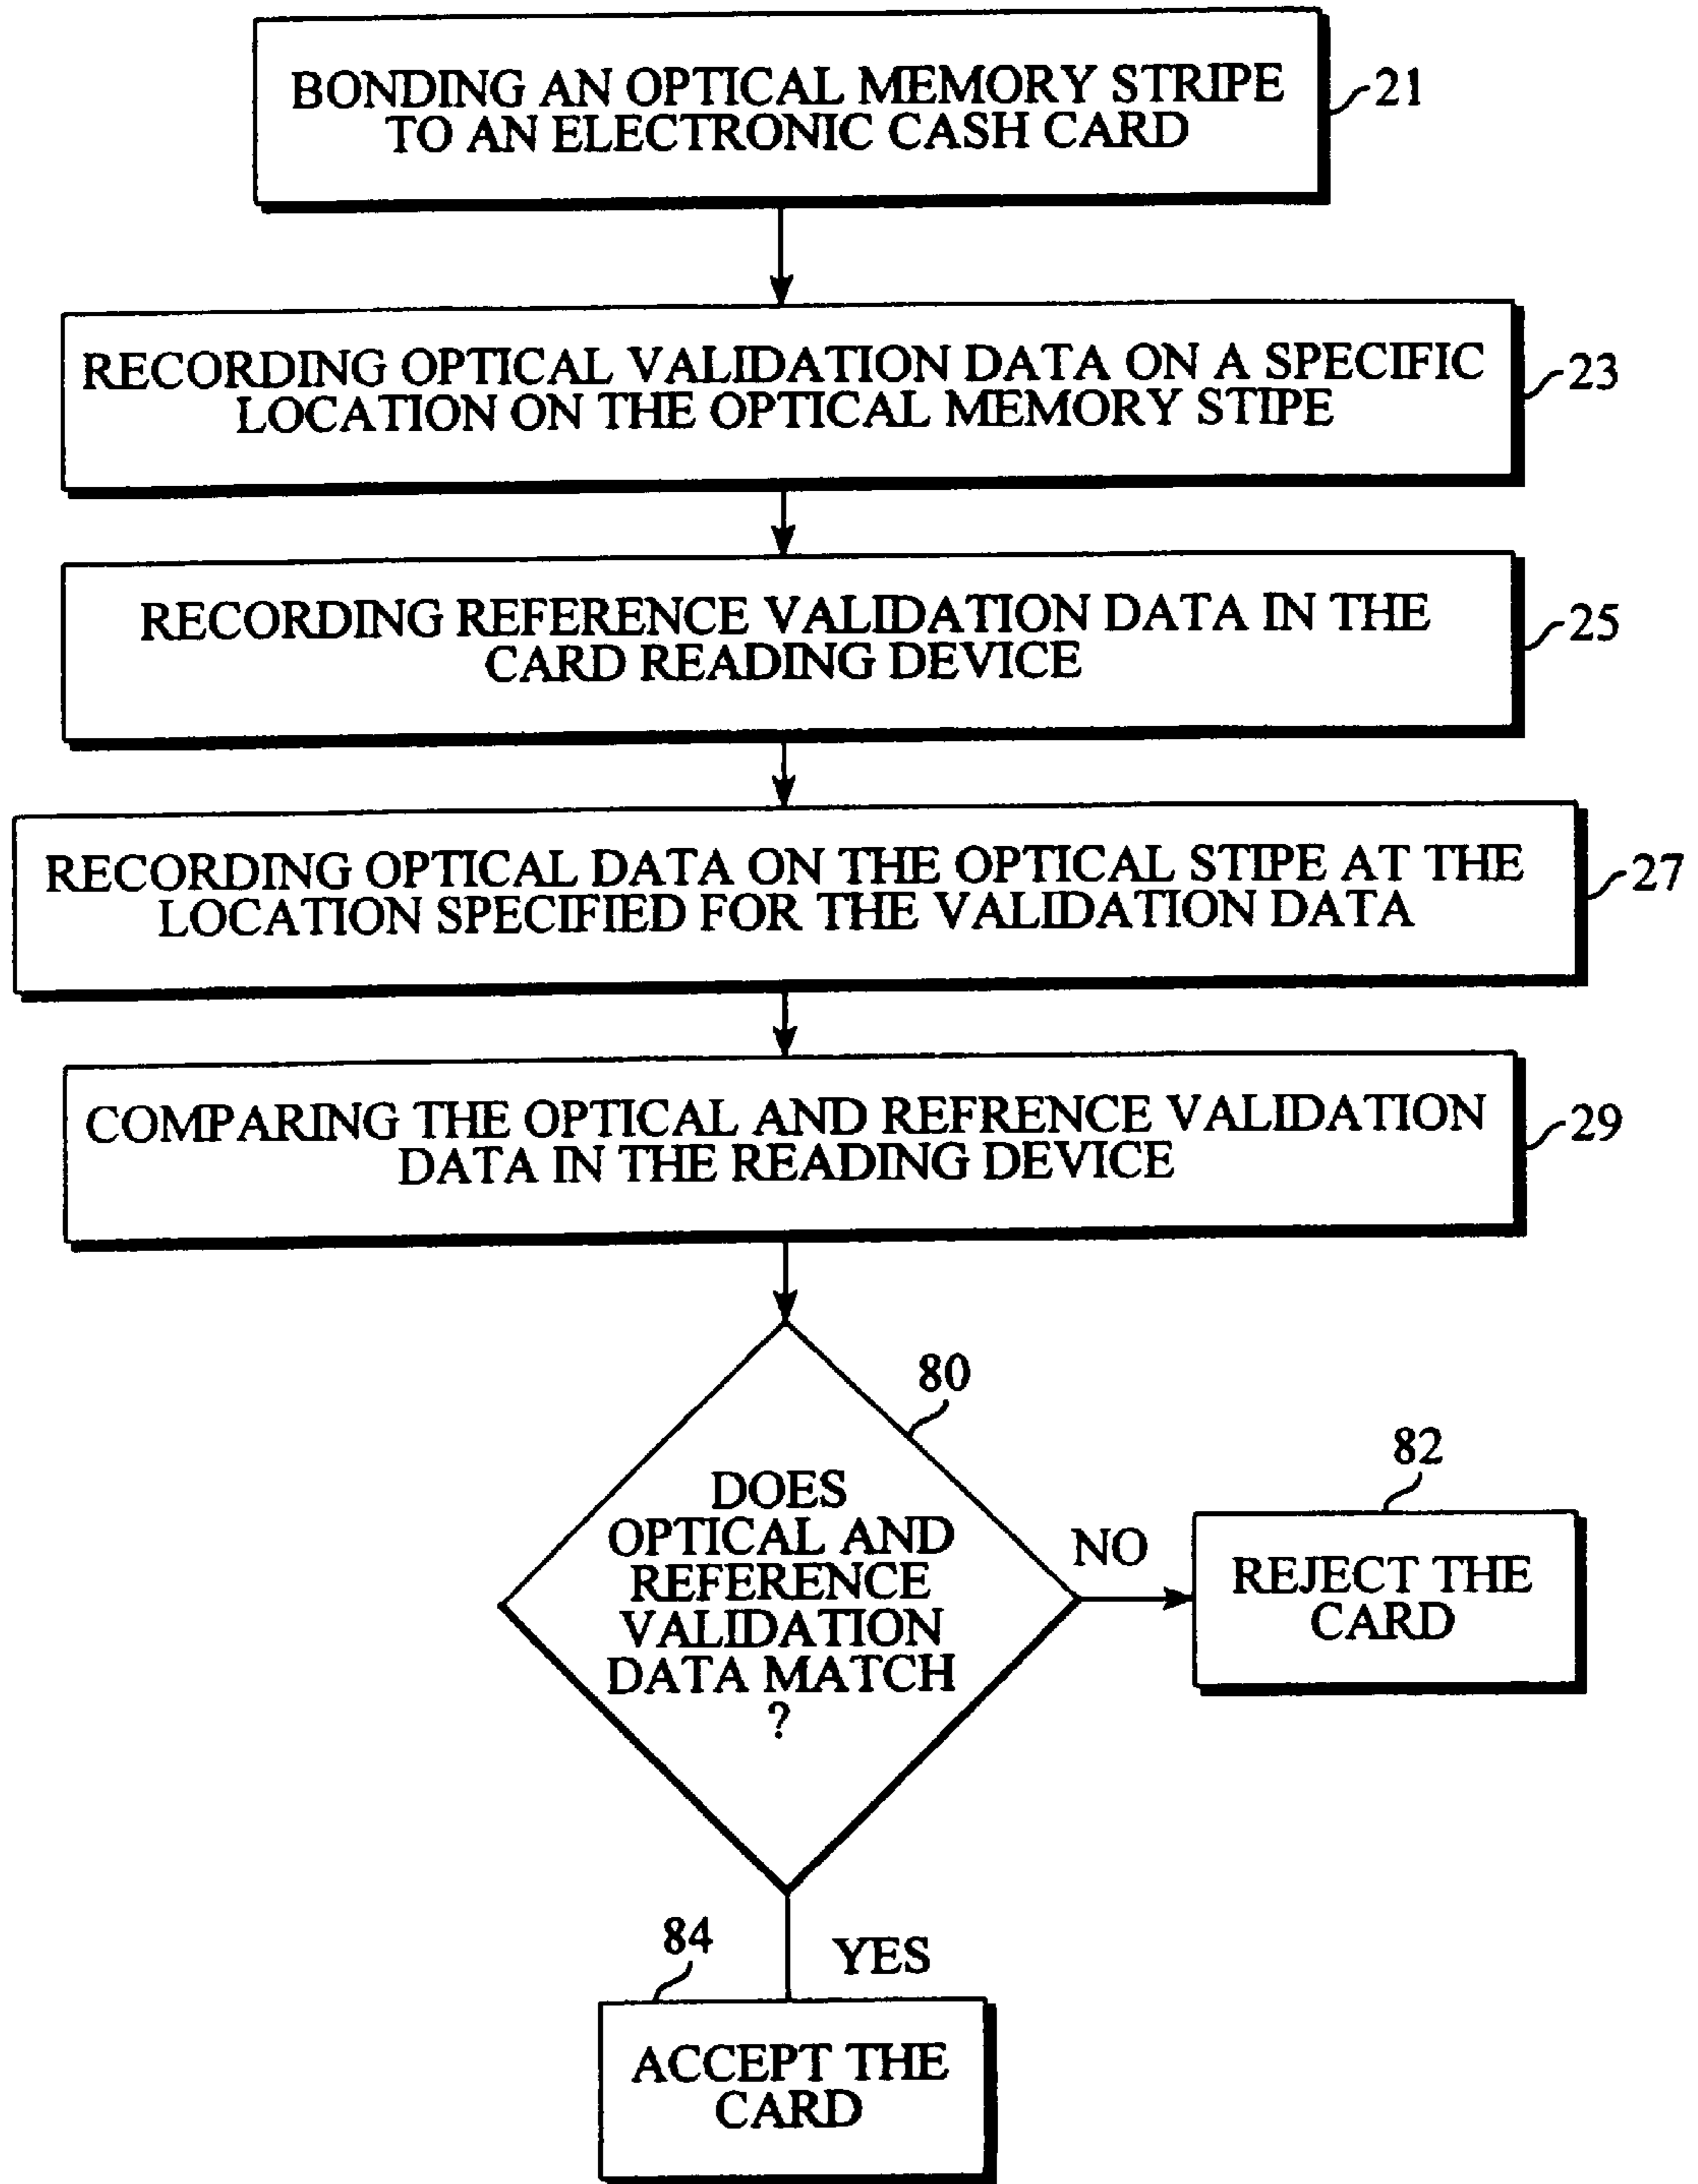 BONDING AN OPTICAL MEMORY STRIPE
TO AN ELECTRONIC CASH CARD
21
RECORDING OPTICAL VALIDATION DATA ON A SPECIFIC
LOCATION ON THE OPTICAL MEMORY STIPE
23
RECORDING REFERENCE VALIDATION DATA IN THE
CARD READING DEVICE
25
RECORDING OPTICAL DATA ON THE OPTICAL STIPE AT THE
LOCATION SPECIFIED FOR THE VALIDATION DATA
27
COMPARING THE OPTICAL AND REFRENCE VALIDATION
DATA IN THE READING DEVICE
29
80
DOES
OPTICAL AND
REFERENCE
VALIDATION
DATA MATCH
?
NO
82
REJECT THE
CARD
YES
84
ACCEPT THE
CARD